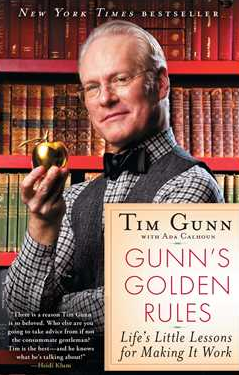 NEW YORK TIMES BESTSELLER
TIM GUNN
WITH ADA CALHOUN
GUNN'S
GOLDEN
RULES
Life's Little Lessons
for Making It Work
"There is a reason Tim Gunn
is so beloved. Who else are you
going to take advice from if not
the consummate gentleman?
Tim is the best—and he knows
what he's talking about!"
—Heidi Klum